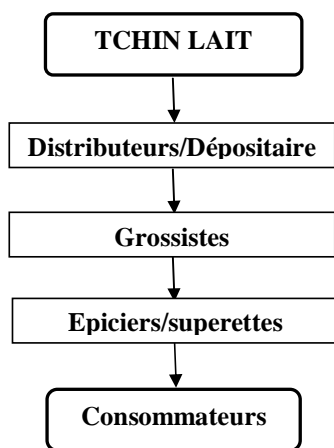 TCHIN LAIT
Distributeurs/Dépositaire
Grossistes
Epiciers/superettes
Consommateurs